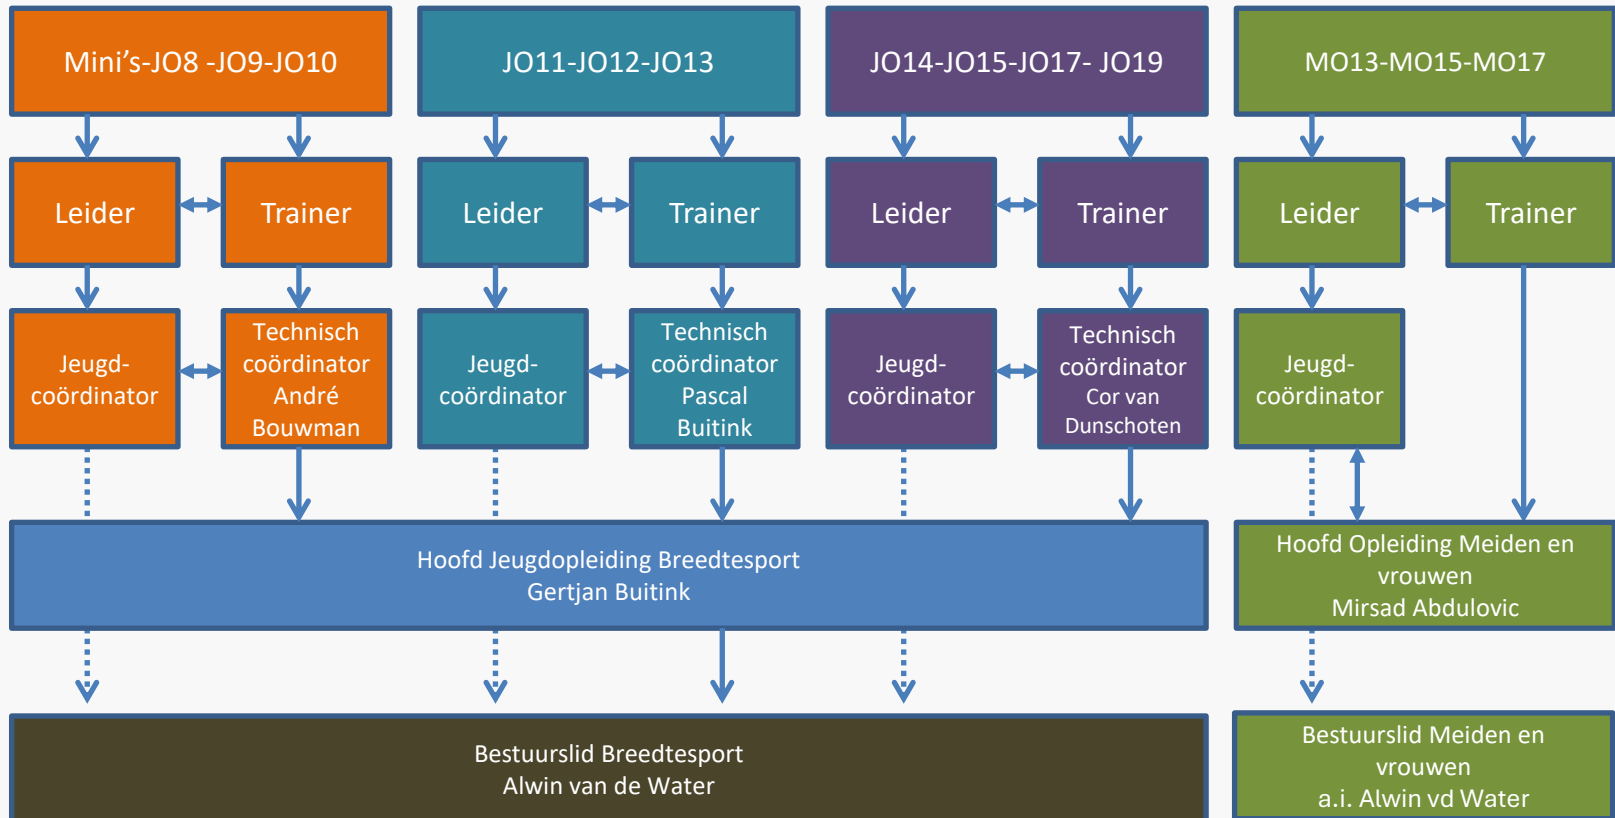 Mini's-JO8 -JO9-JO10
JO11-JO12-JO13
JO14-JO15-JO17- JO19
MO13-MO15-MO17
Leider
Trainer
Leider
Trainer
Leider
Trainer
Leider
Trainer
Jeugd-
coördinator
Technisch
coördinator
André
Bouwman
Jeugd-
coördinator
Technisch
coördinator
Pascal
Buitink
Jeugd-
coördinator
Technisch
coördinator
Cor van
Dunschoten
Jeugd-
coördinator
Hoofd Jeugdopleiding Breedtesport
Gertjan Buitink
Hoofd Opleiding Meiden en
vrouwen
Mirsad Abdulovic
Bestuurslid Breedtesport
Alwin van de Water
Bestuurslid Meiden en
vrouwen
a.i. Alwin vd Water